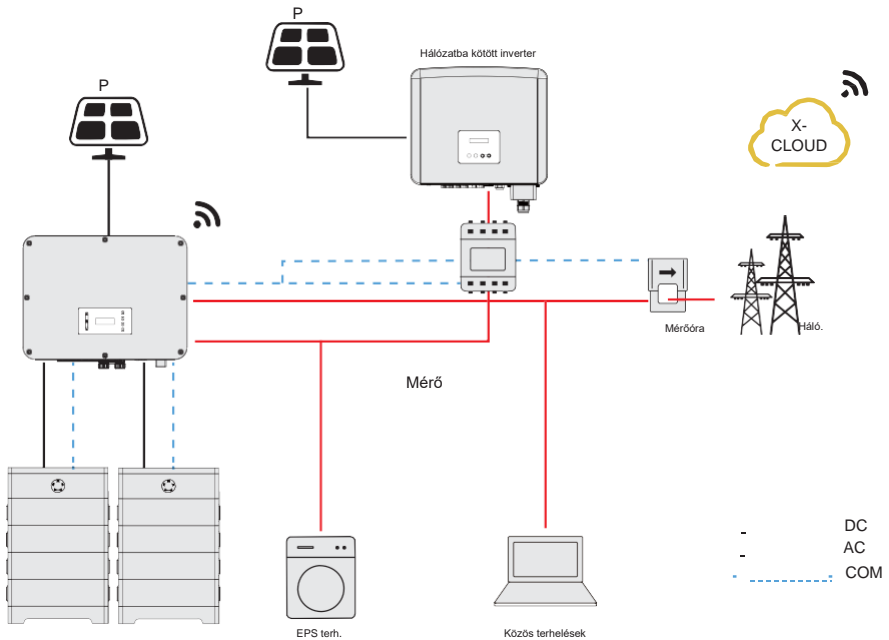 P
Hálózatba kötött inverter
P
X-
CLOUD
Mérőóra
Háló.
Mérő
EPS terh.
Közös terhelések
DC
AC
COM